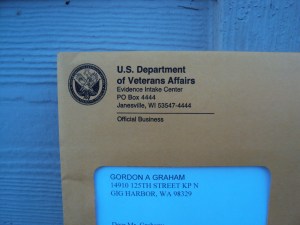 U.S. Department
of Veterans Affairs
Evidence Intake Center
PO Box 4444
Janesville, WI 53547-4444
Official Business
GORDON A GRAHAM
14910 125TH STREET KP N
GIG HARBOR, WA 98329